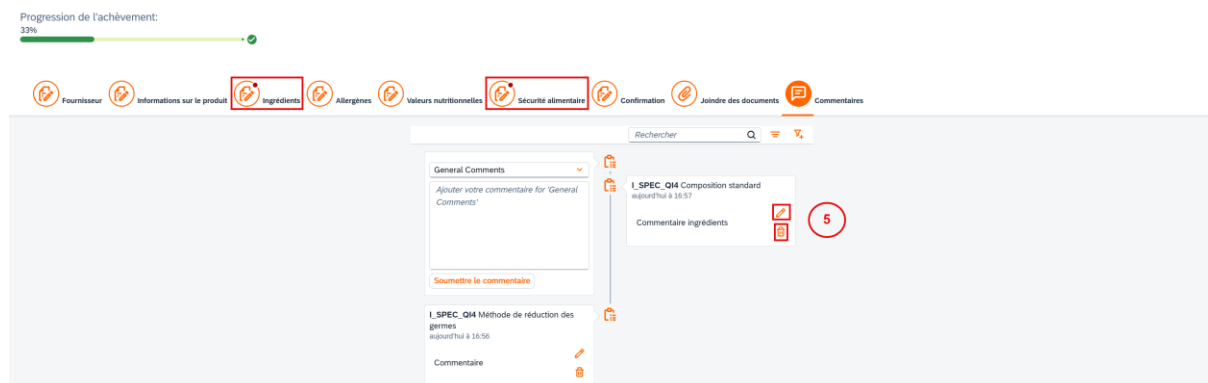 Progression de l'achèvement:
33%
Fournisseur
Informations sur le produit
Ingrédients
Allergènes
Valeurs nutritionnelles
Sécurité alimentaire
Confirmation
Joindre des documents
Commentaires
Rechercher
General Comments
Ajouter votre commentaire for 'General
Comments'
Soumettre le commentaire
I_SPEC_QI4 Composition standard
aujourd'hui à 16:57
Commentaire ingrédients
5
I_SPEC_QI4 Méthode de réduction des
germes
aujourd'hui à 16:56
Commentaire